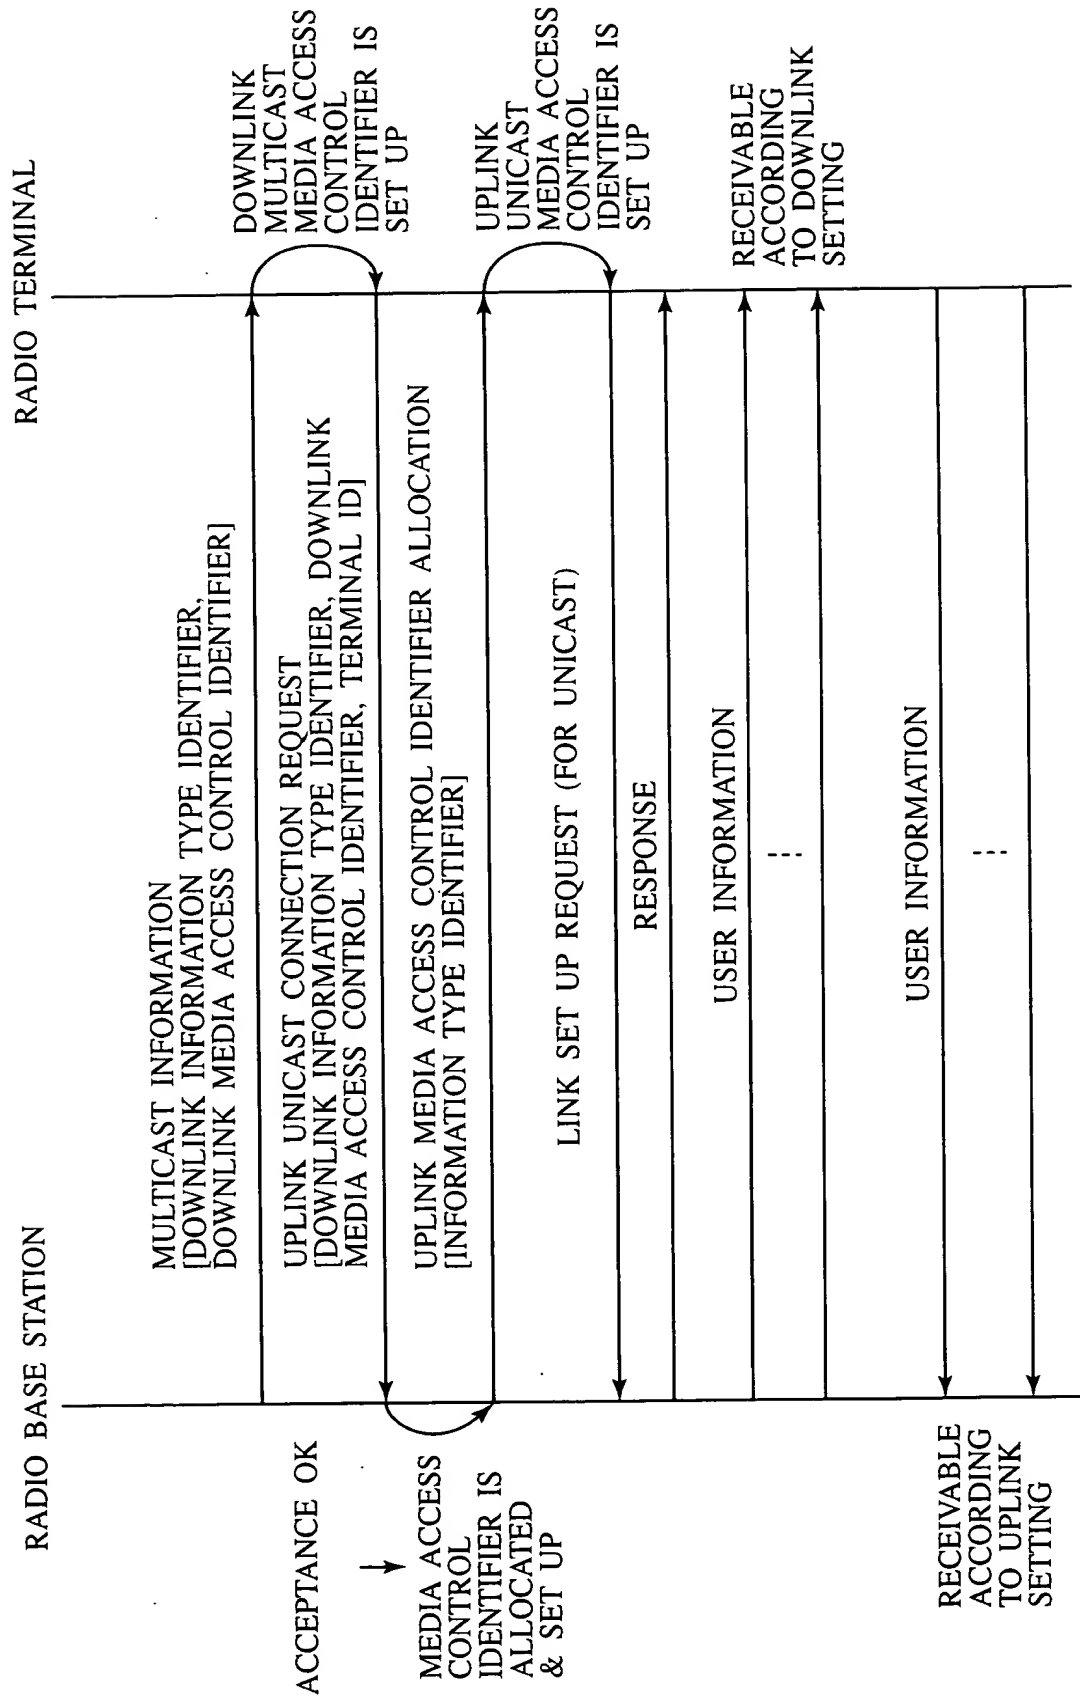 RADIO BASE STATION
RADIO TERMINAL
MULTICAST INFORMATION
[DOWNLINK INFORMATION TYPE IDENTIFIER,
DOWNLINK MEDIA ACCESS CONTROL IDENTIFIER]
DOWNLINK
MULTICAST
MEDIA ACCESS
CONTROL
IDENTIFIER IS
SET UP
ACCEPTANCE OK
UPLINK UNICAST CONNECTION REQUEST
[DOWNLINK INFORMATION TYPE IDENTIFIER, DOWNLINK
MEDIA ACCESS CONTROL IDENTIFIER, TERMINAL ID]
MEDIA ACCESS
CONTROL
IDENTIFIER IS
ALLOCATED
& SET UP
UPLINK MEDIA ACCESS CONTROL IDENTIFIER ALLOCATION
[INFORMATION TYPE IDENTIFIER]
UPLINK
UNICAST
MEDIA ACCESS
CONTROL
IDENTIFIER IS
SET UP
LINK SET UP REQUEST (FOR UNICAST)
RESPONSE
USER INFORMATION
RECEIVABLE
ACCORDING
TO DOWNLINK
SETTING
USER INFORMATION
RECEIVABLE
ACCORDING
TO UPLINK
SETTING